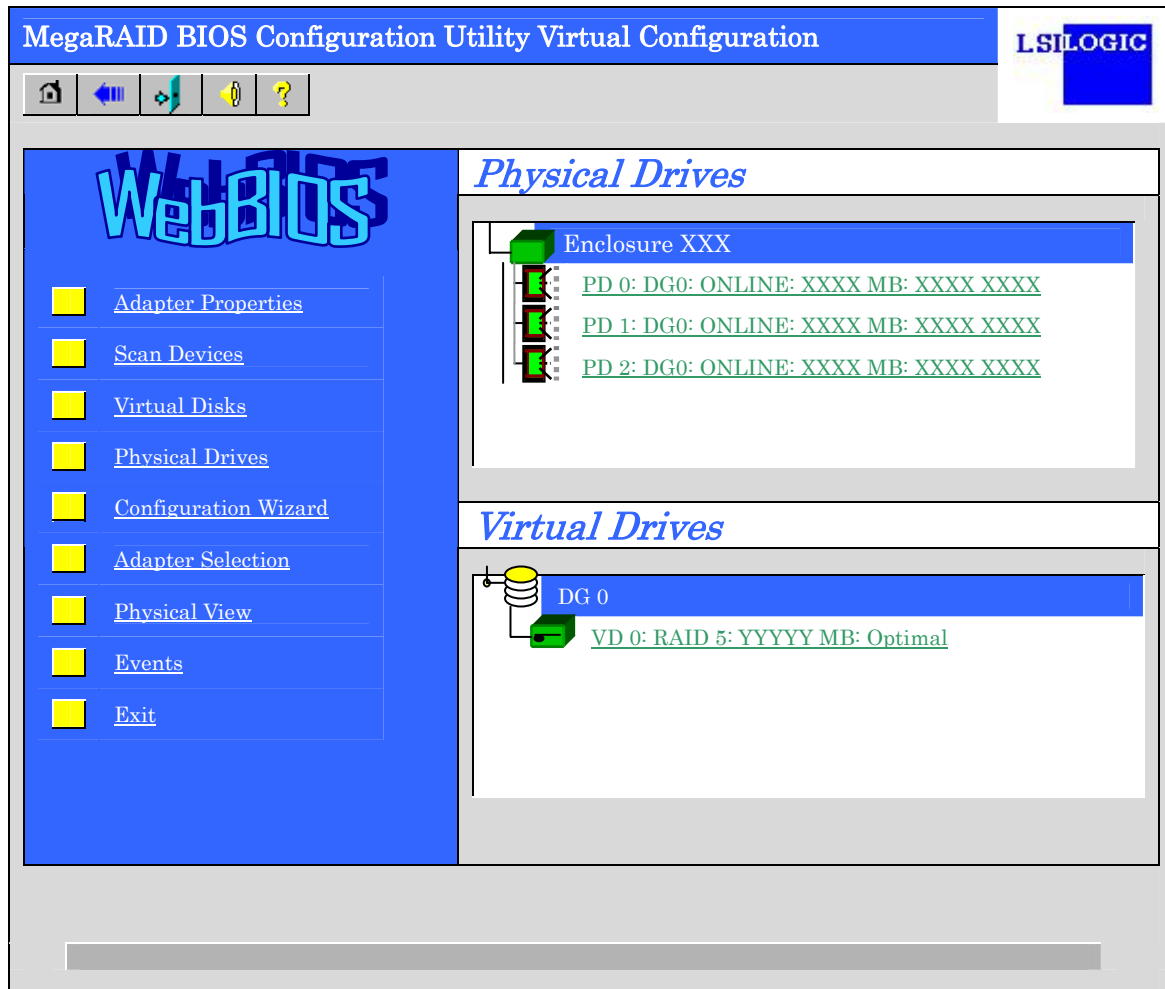 MegaRAID BIOS Configuration Utility Virtual Configuration
LSI LOGIC
WebBIOS
Adapter Properties
Scan Devices
Virtual Disks
Physical Drives
Configuration Wizard
Adapter Selection
Physical View
Events
Exit
Physical Drives
Enclosure XXX
PD 0: DG0: ONLINE: XXXX MB: XXXX XXXX
PD 1: DG0: ONLINE: XXXX MB: XXXX XXXX
PD 2: DG0: ONLINE: XXXX MB: XXXX XXXX
Virtual Drives
DG 0
VD 0: RAID 5: YYYYY MB: Optimal